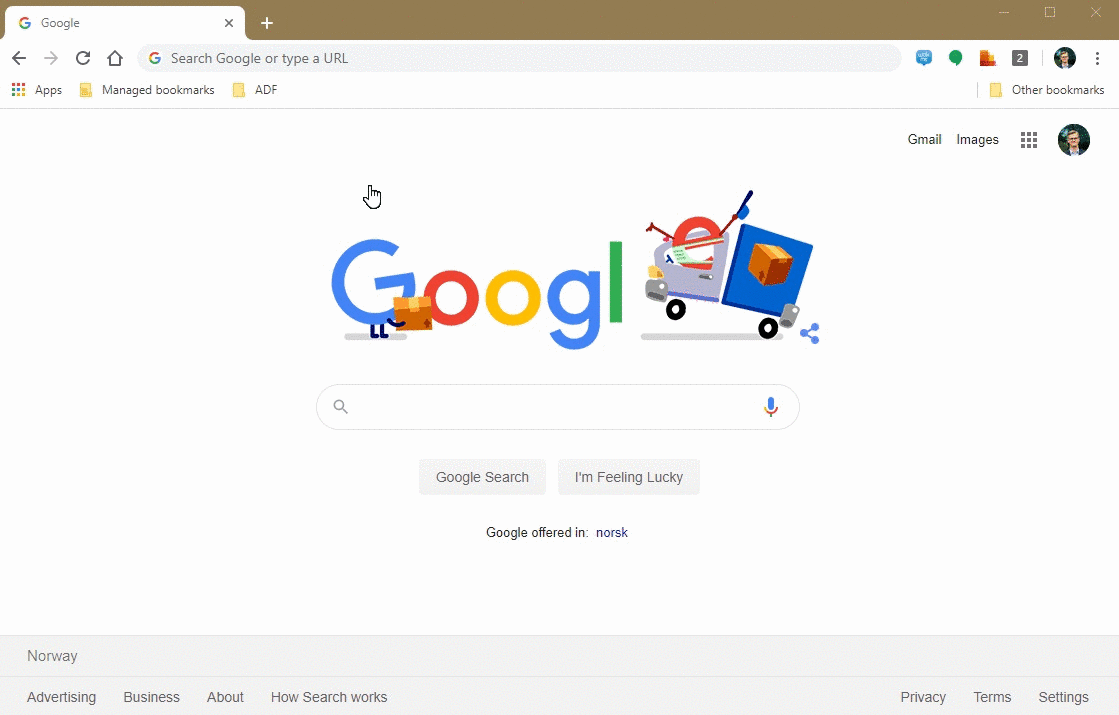 Google
Search Google or type a URL
2
Apps Managed bookmarks ADF Other bookmarks
Gmail Images
Googl
Google Search I'm Feeling Lucky
Google offered in: norsk
Norway
Advertising Business About How Search works Privacy Terms Settings